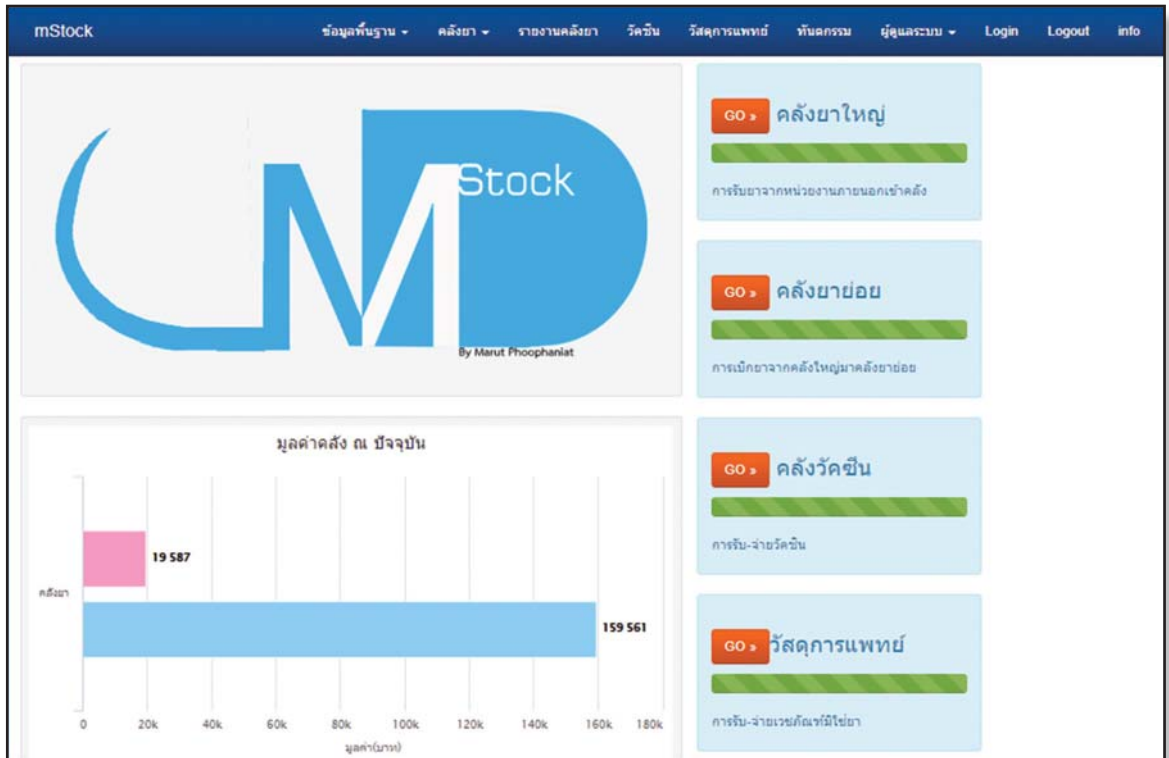 mStock ข้อมูลพื้นฐาน คลังยา รายงานคลังยา วัคซีน วัสดุการแพทย์ ทันตกรรม ผู้ดูแลระบบ Login Logout info
M Stock
By Marut Phoophaniat
มูลค่าคลัง ณ ปัจจุบัน
19 587
คลังยา
159 561
0 20k 40k 60k 80k 100k 120k 140k 160k 180k
มูลค่า(บาท)
GO » คลังยาใหญ่
การรับยาจากหน่วยงานภายนอกเข้าคลัง
GO » คลังยาย่อย
การเบิกยาจากคลังใหญ่มาคลังยาย่อย
GO » คลังวัคซีน
การรับ-จ่ายวัคซีน
GO » วัสดุการแพทย์
การรับ-จ่ายเวชภัณฑ์มิใช่ยา